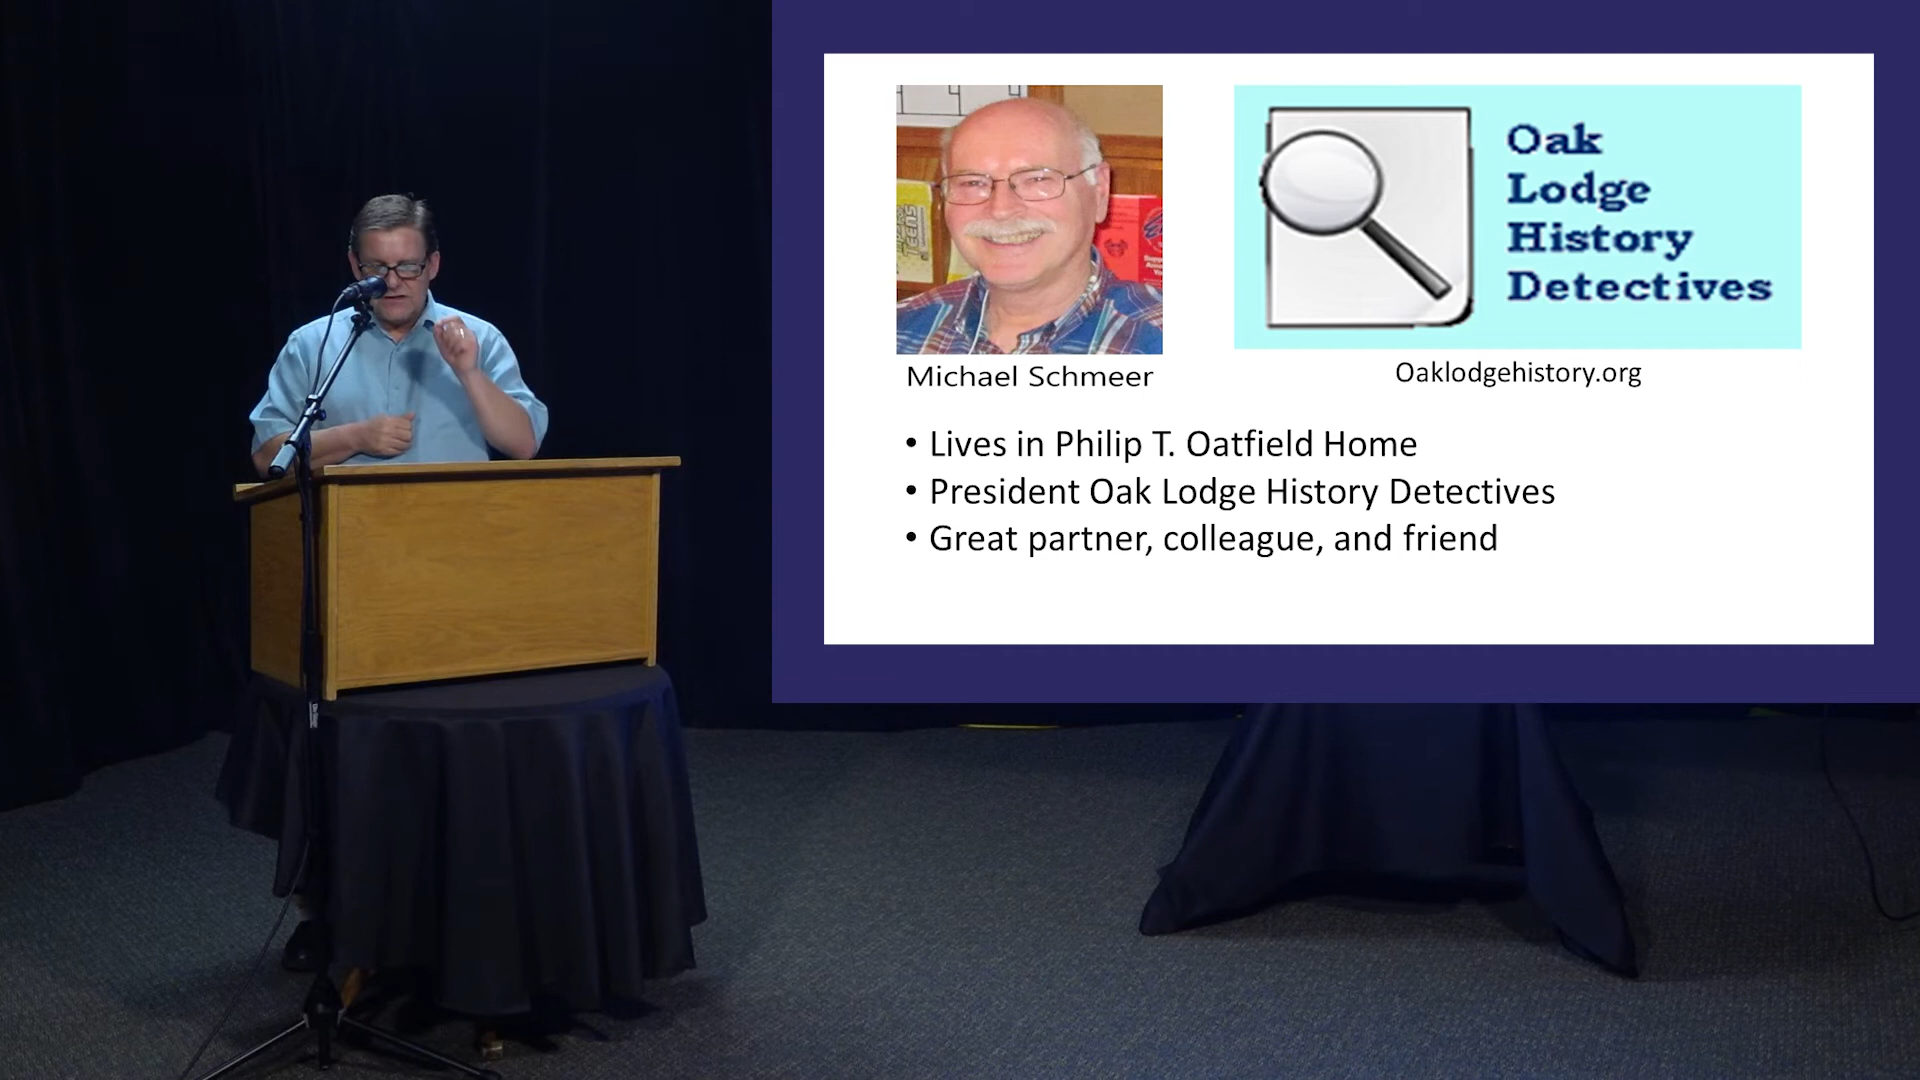 TEENS
Oak
Lodge
History
Detectives
Michael Schmeer
Oaklodgehistory.org
• Lives in Philip T. Oatfield Home
• President Oak Lodge History Detectives
• Great partner, colleague, and friend